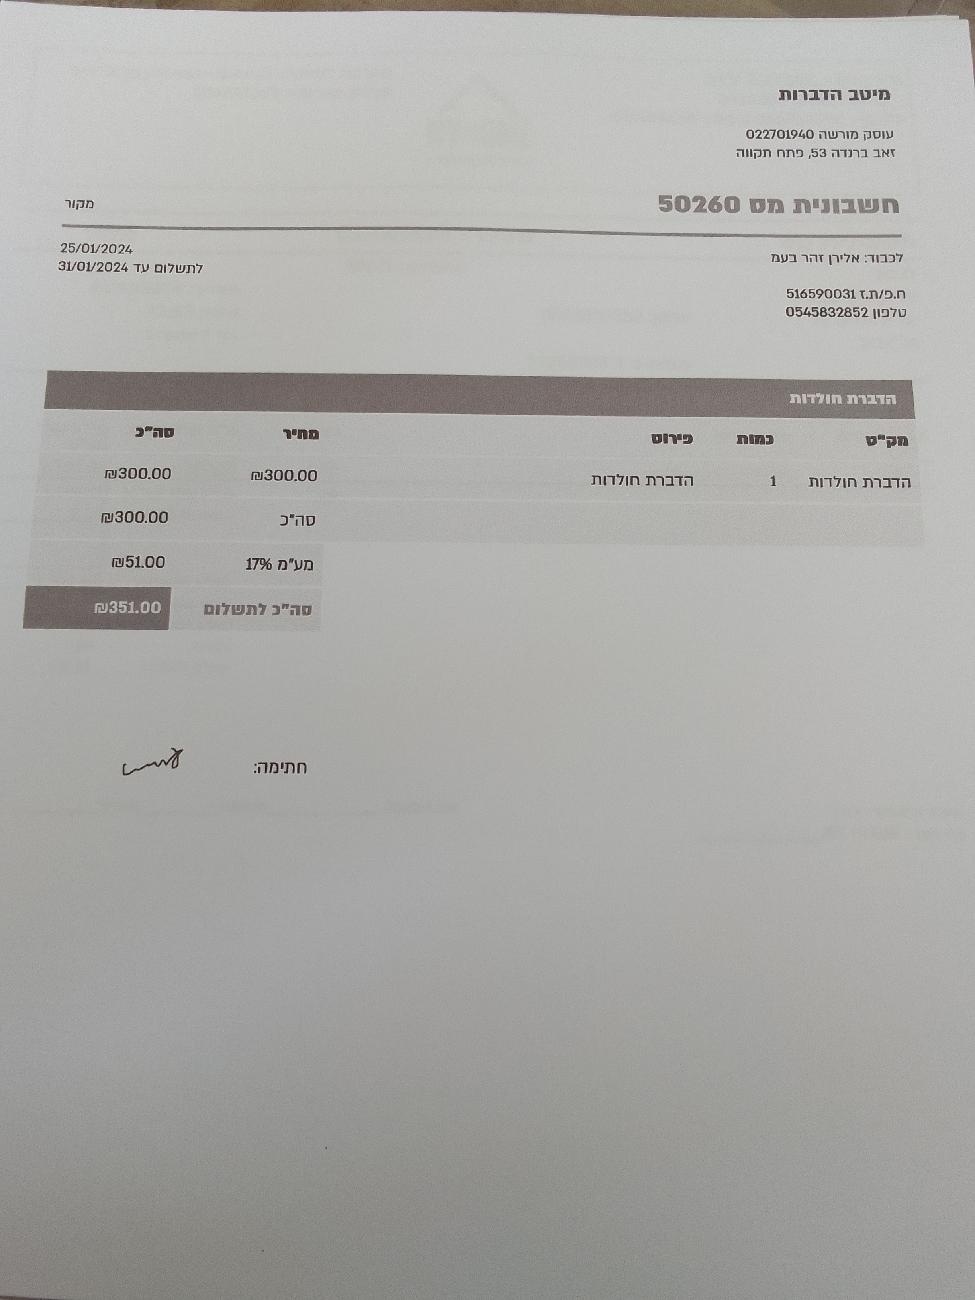 מיטב הדברות
עוסק מורשה 022701940
זאב ברנדה 53, פתח תקווה
חשבונית מס 50260
מקור
לכבוד: אלירן זהר בעמ
25/01/2024
לתשלום עד 31/01/2024
ח.פ/ת.ז 516590031
טלפון 0545832852
הדברת חולדות
מק"ט כמות פירוט מחיר סה"כ
הדברת חולדות 1 הדברת חולדות ₪300.00 ₪300.00
סה"כ ₪300.00
מע"מ 17% ₪51.00
סה"כ לתשלום ₪351.00
חתימה: